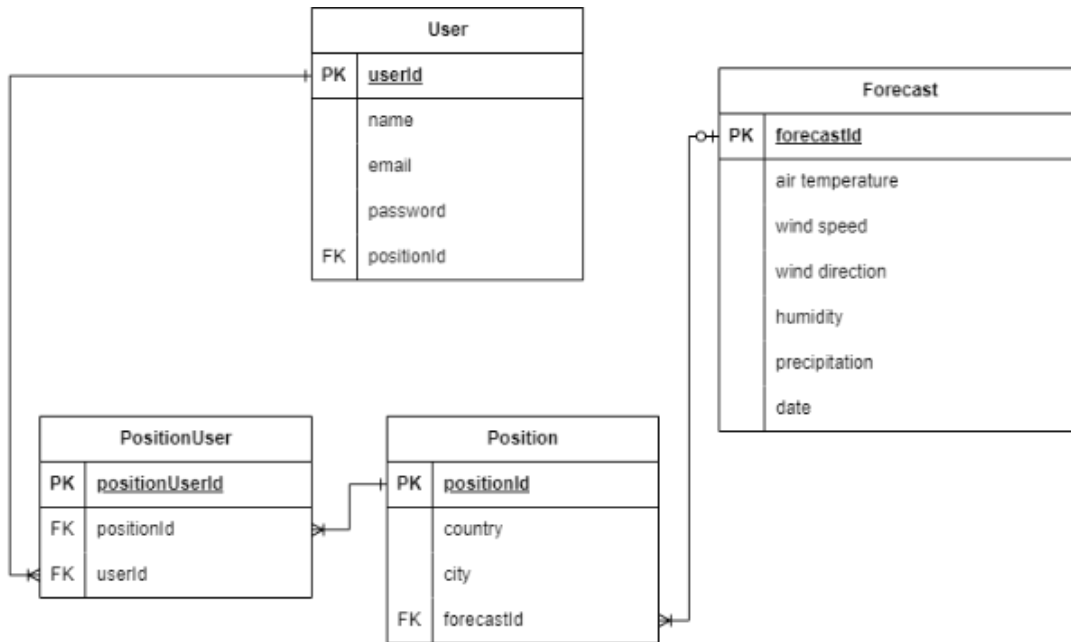 User
PK userId
name
email
password
FK positionId
Forecast
PK forecastId
air temperature
wind speed
wind direction
humidity
precipitation
date
PositionUser
PK positionUserId
FK positionId
FK userId
Position
PK positionId
country
city
FK forecastId